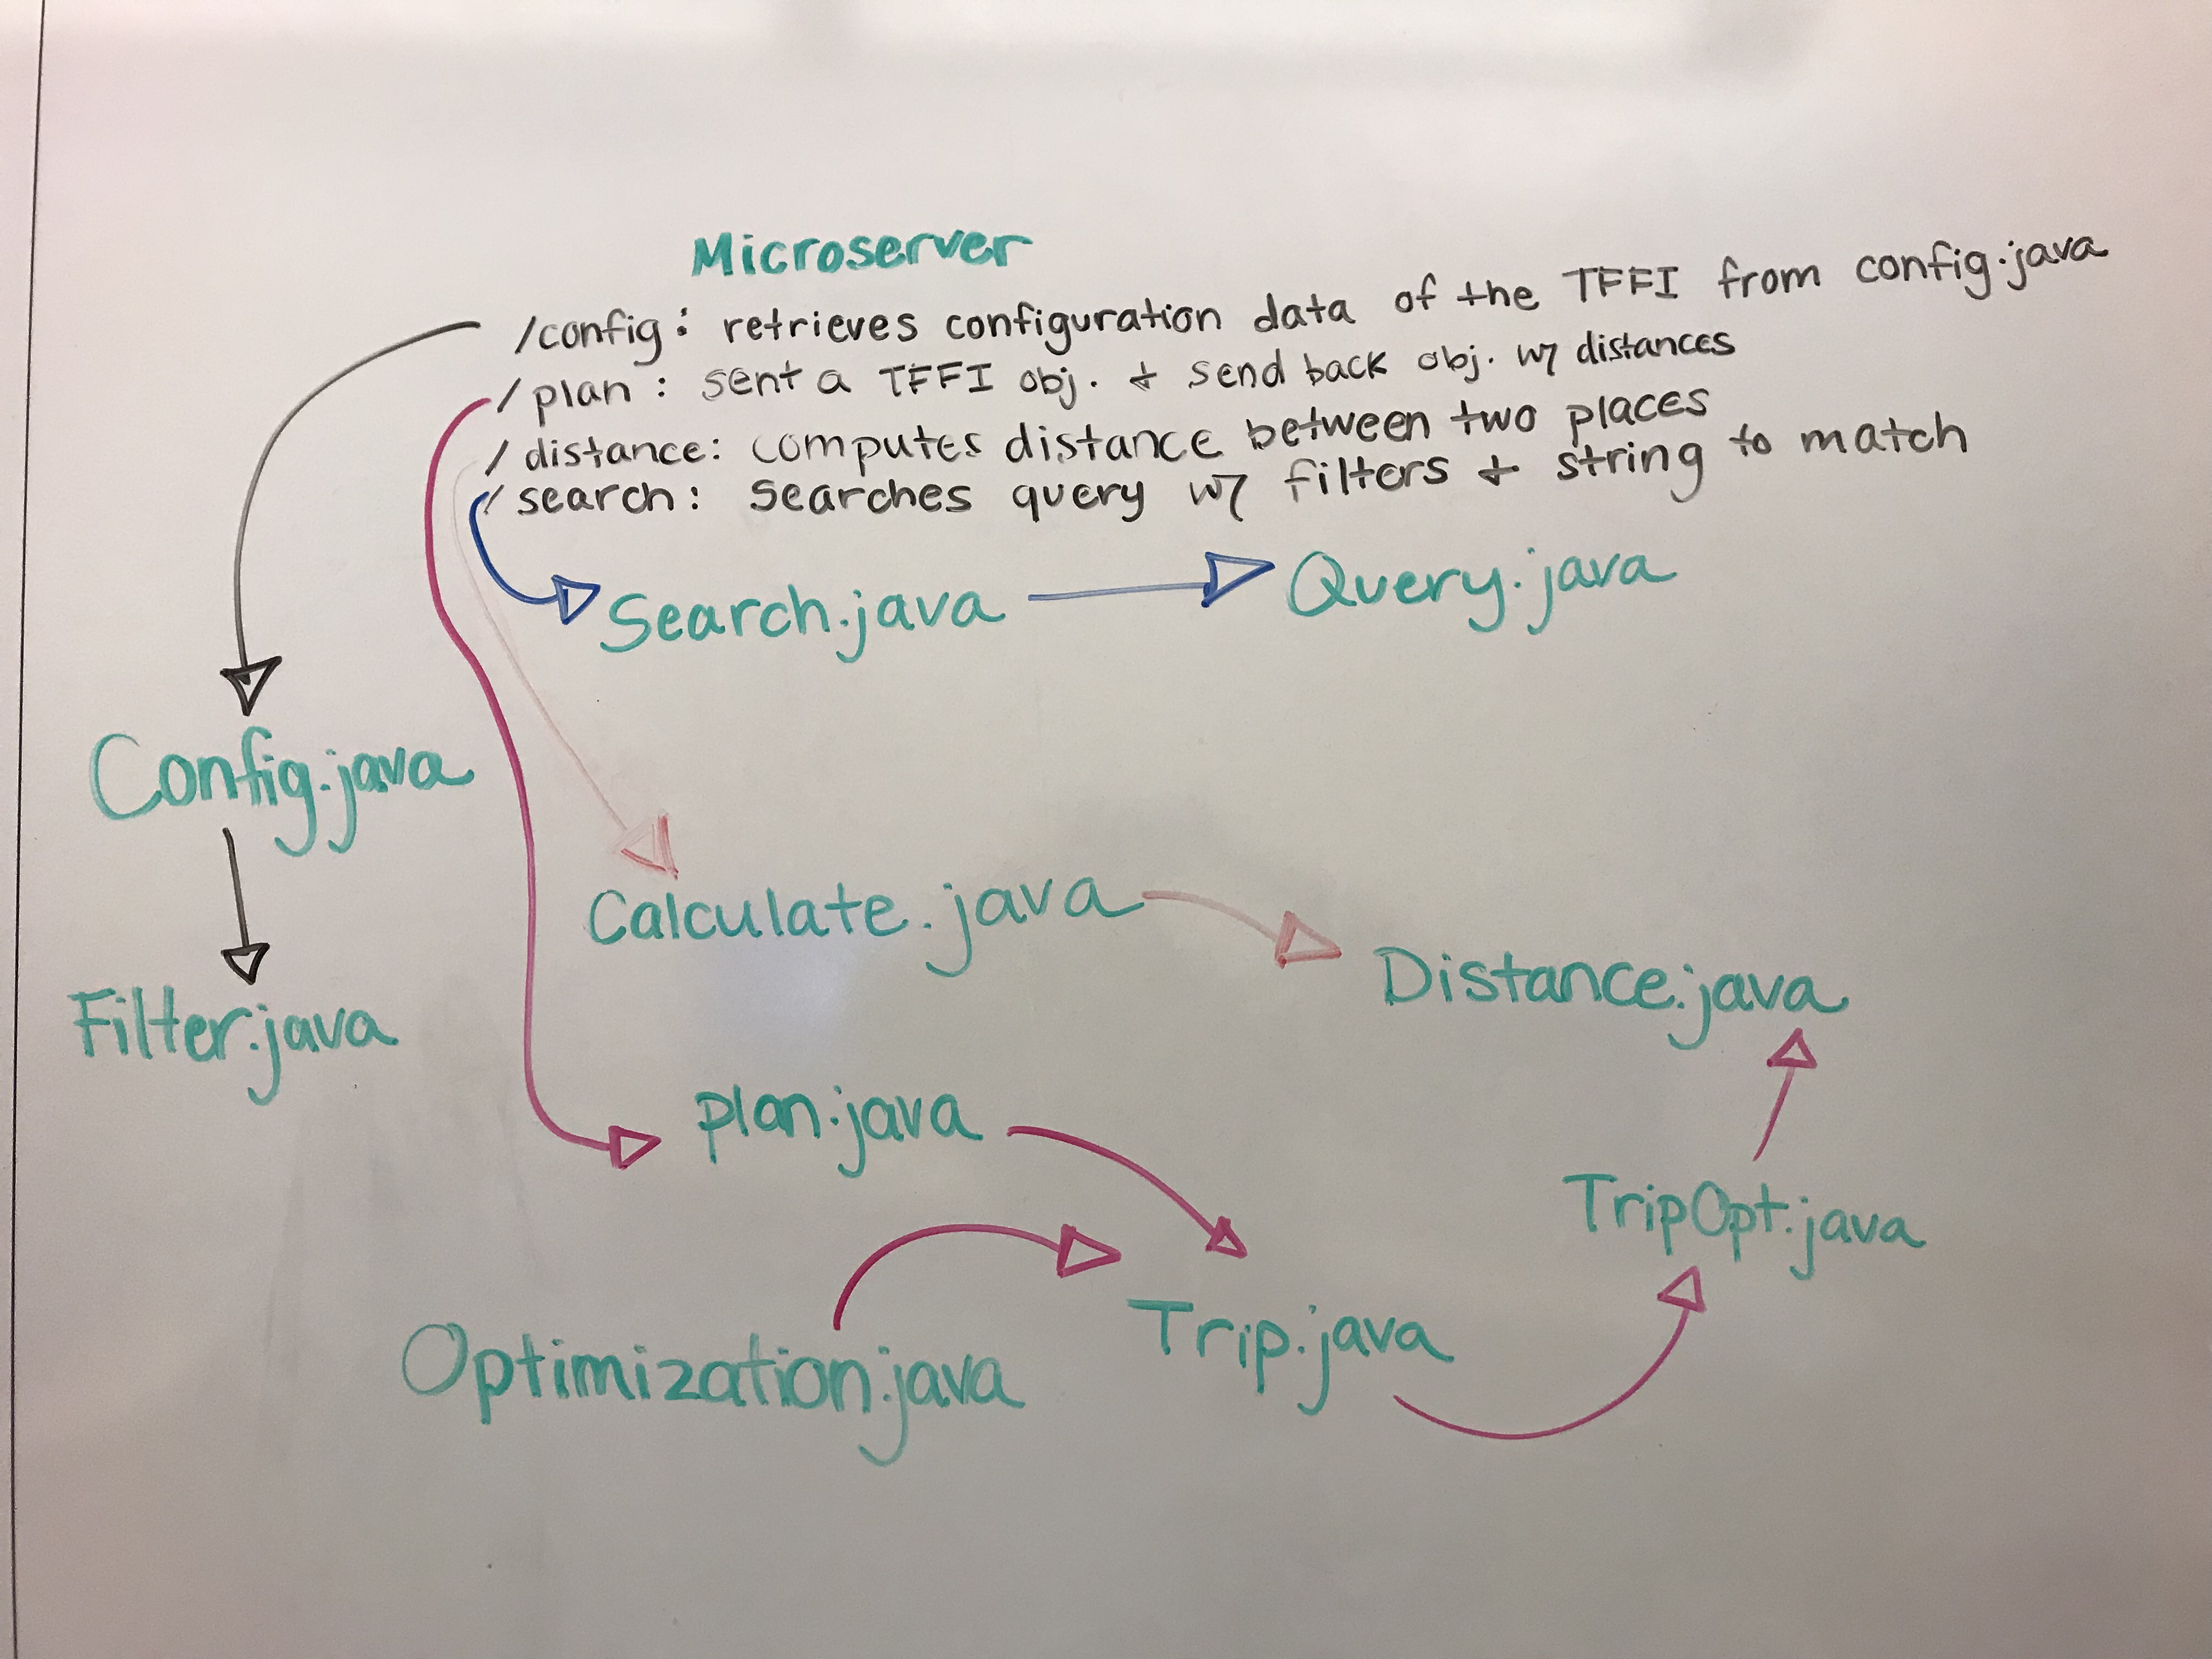 Microserver
/config: retrieves configuration data of the TFFI from config.java
/plan: sent a TFFI obj. + send back obj. w/ distances
/distance: computes distance between two places
/search: searches query w/ filters + string to match
Search.java
Query.java
Config.java
Calculate.java
Distance.java
Filter.java
plan.java
TripOpt.java
Trip.java
Optimization.java